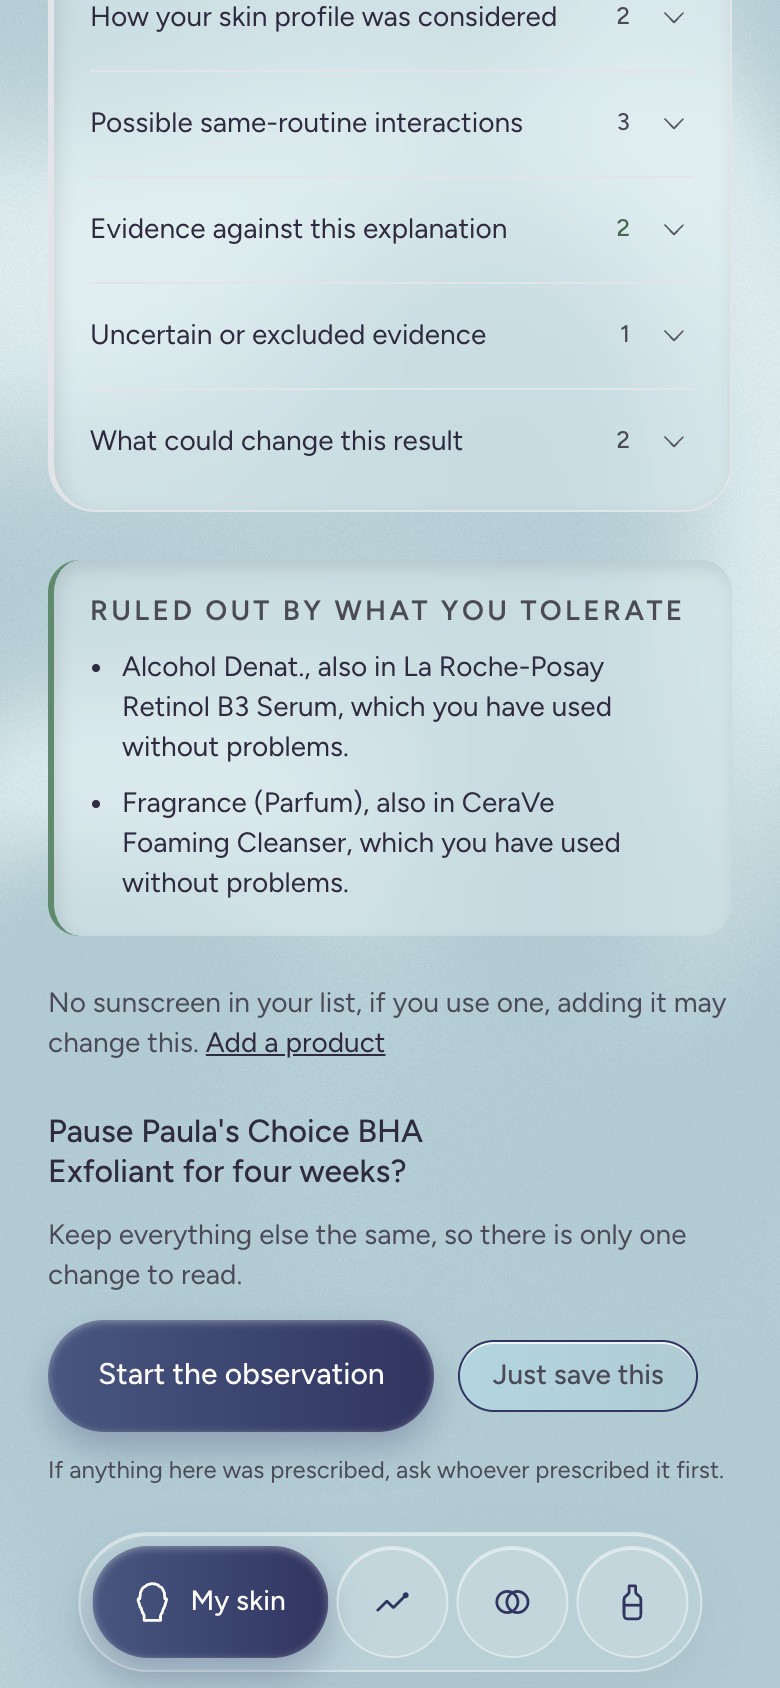 How your skin profile was considered 2
Possible same-routine interactions 3
Evidence against this explanation 2
Uncertain or excluded evidence 1
What could change this result 2
RULED OUT BY WHAT YOU TOLERATE
• Alcohol Denat., also in La Roche-Posay
Retinol B3 Serum, which you have used
without problems.
• Fragrance (Parfum), also in CeraVe
Foaming Cleanser, which you have used
without problems.
No sunscreen in your list, if you use one, adding it may
change this. Add a product
Pause Paula's Choice BHA
Exfoliant for four weeks?
Keep everything else the same, so there is only one
change to read.
Start the observation
Just save this
If anything here was prescribed, ask whoever prescribed it first.
My skin